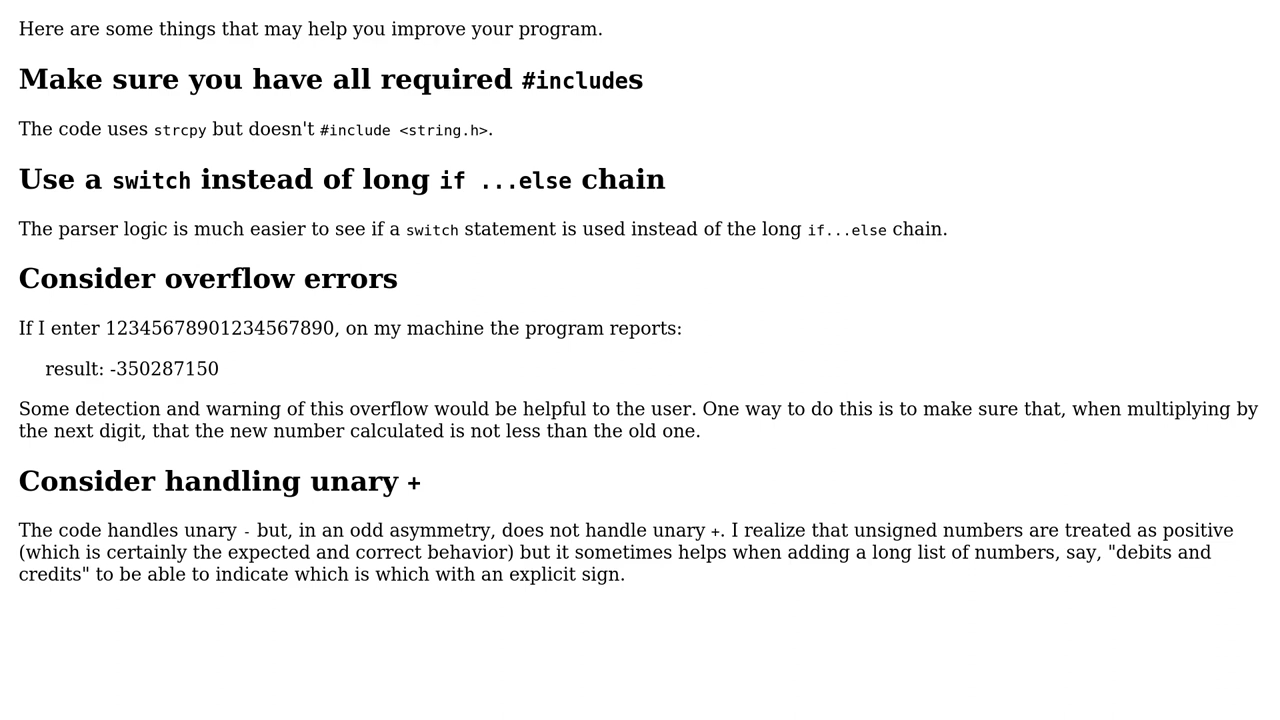 Here are some things that may help you improve your program.
Make sure you have all required #includes
The code uses strcpy but doesn't #include <string.h>.
Use a switch instead of long if ...else chain
The parser logic is much easier to see if a switch statement is used instead of the long if...else chain.
Consider overflow errors
If I enter 12345678901234567890, on my machine the program reports:
result: -350287150
Some detection and warning of this overflow would be helpful to the user. One way to do this is to make sure that, when multiplying by
the next digit, that the new number calculated is not less than the old one.
Consider handling unary +
The code handles unary - but, in an odd asymmetry, does not handle unary +. I realize that unsigned numbers are treated as positive
(which is certainly the expected and correct behavior) but it sometimes helps when adding a long list of numbers, say, "debits and
credits" to be able to indicate which is which with an explicit sign.